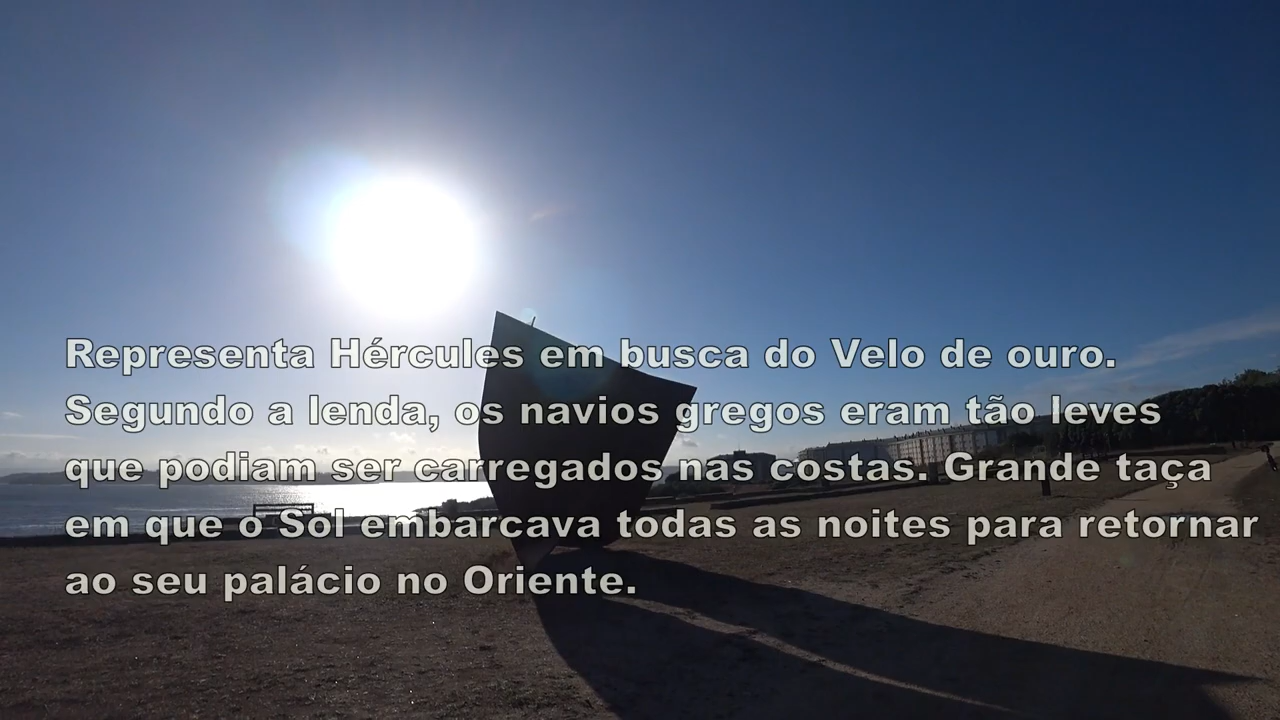 Representa Hércules em busca do Velo de ouro.
Segundo a lenda, os navios gregos eram tão leves
que podiam ser carregados nas costas. Grande taça
em que o Sol embarcava todas as noites para retornar
ao seu palácio no Oriente.